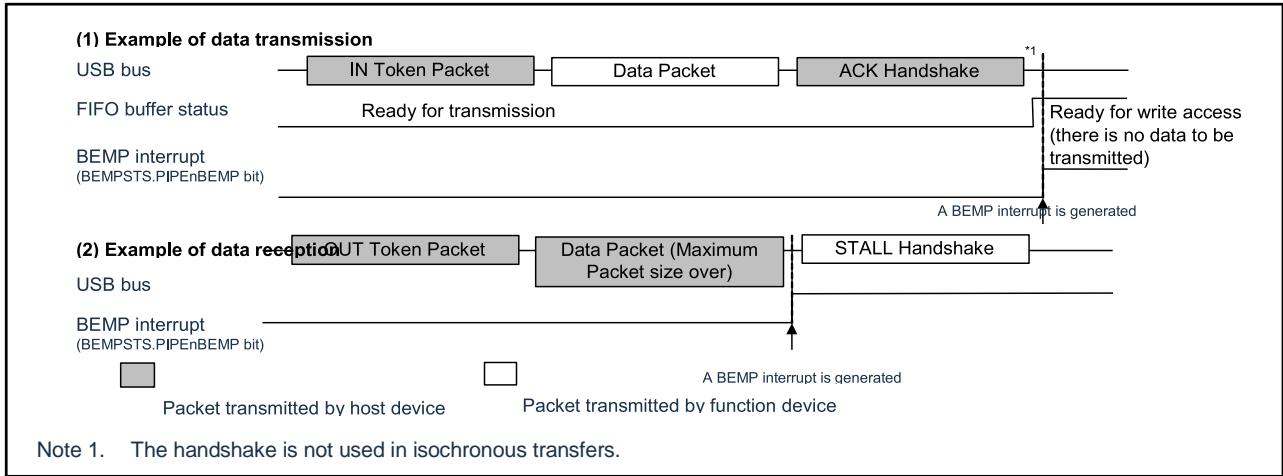 (1) Example of data transmission
USB bus
IN Token Packet
Data Packet
ACK Handshake
*1
FIFO buffer status
Ready for transmission
Ready for write access
(there is no data to be
transmitted)
BEMP interrupt
(BEMPSTS.PIPEnBEMP bit)
A BEMP interrupt is generated
(2) Example of data reception
OUT Token Packet
Data Packet (Maximum
Packet size over)
STALL Handshake
USB bus
BEMP interrupt
(BEMPSTS.PIPEnBEMP bit)
A BEMP interrupt is generated
Packet transmitted by host device
Packet transmitted by function device
Note 1. The handshake is not used in isochronous transfers.